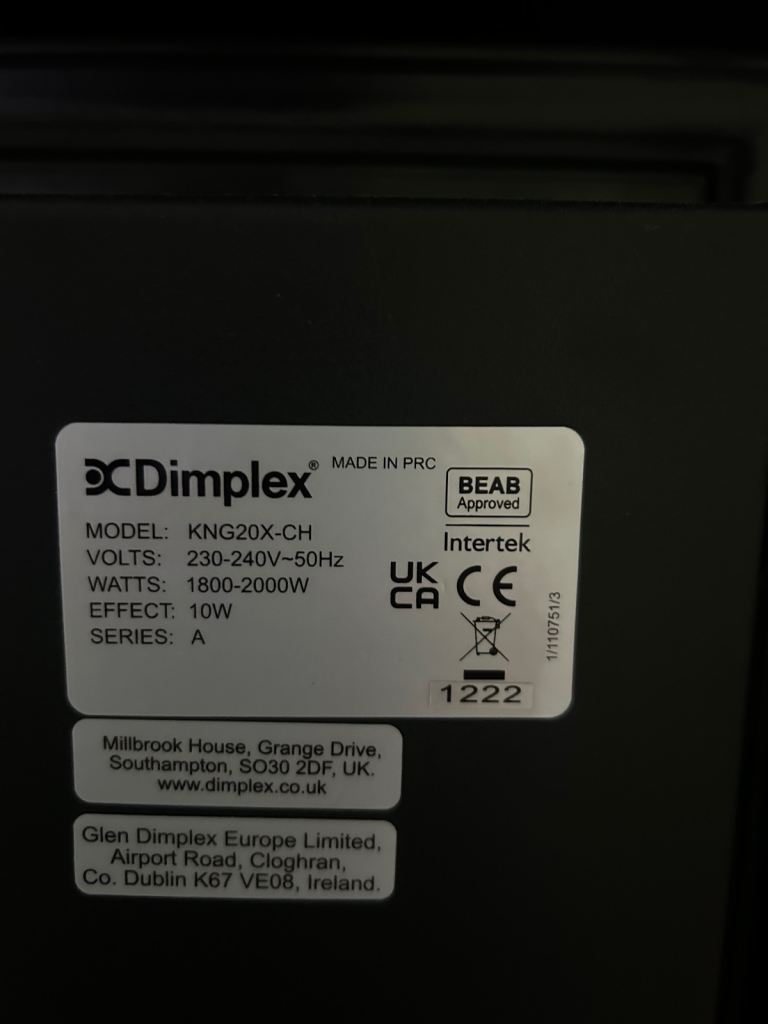 Dimplex® MADE IN PRC
BEAB
Approved
Intertek
MODEL: KNG20X-CH
VOLTS: 230-240V~50Hz
WATTS: 1800-2000W
EFFECT: 10W
SERIES: A
UK
CA
CE
1/110751/3
1222
Millbrook House, Grange Drive,
Southampton, SO30 2DF, UK.
www.dimplex.co.uk
Glen Dimplex Europe Limited,
Airport Road, Cloghran,
Co. Dublin K67 VE08, Ireland.